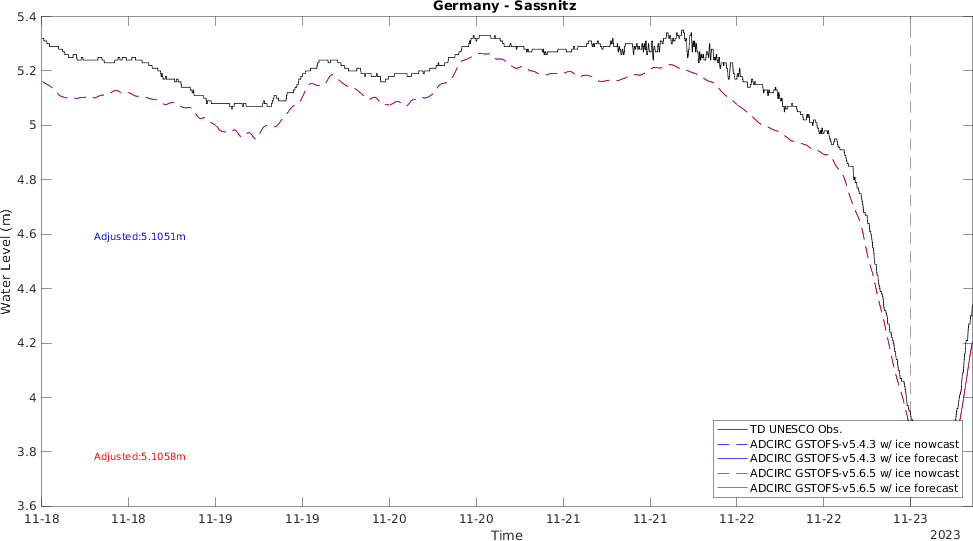 Germany - Sassnitz
5.4
5.2
5
4.8
4.6
4.4
4.2
4
3.8
3.6
Water Level (m)
Adjusted:5.1051m
Adjusted:5.1058m
TD UNESCO Obs.
ADCIRC GSTOFS-v5.4.3 w/ ice nowcast
ADCIRC GSTOFS-v5.4.3 w/ ice forecast
ADCIRC GSTOFS-v5.6.5 w/ ice nowcast
ADCIRC GSTOFS-v5.6.5 w/ ice forecast
11-18 11-18 11-19 11-19 11-20 11-20 11-21 11-21 11-22 11-22 11-23
Time
2023